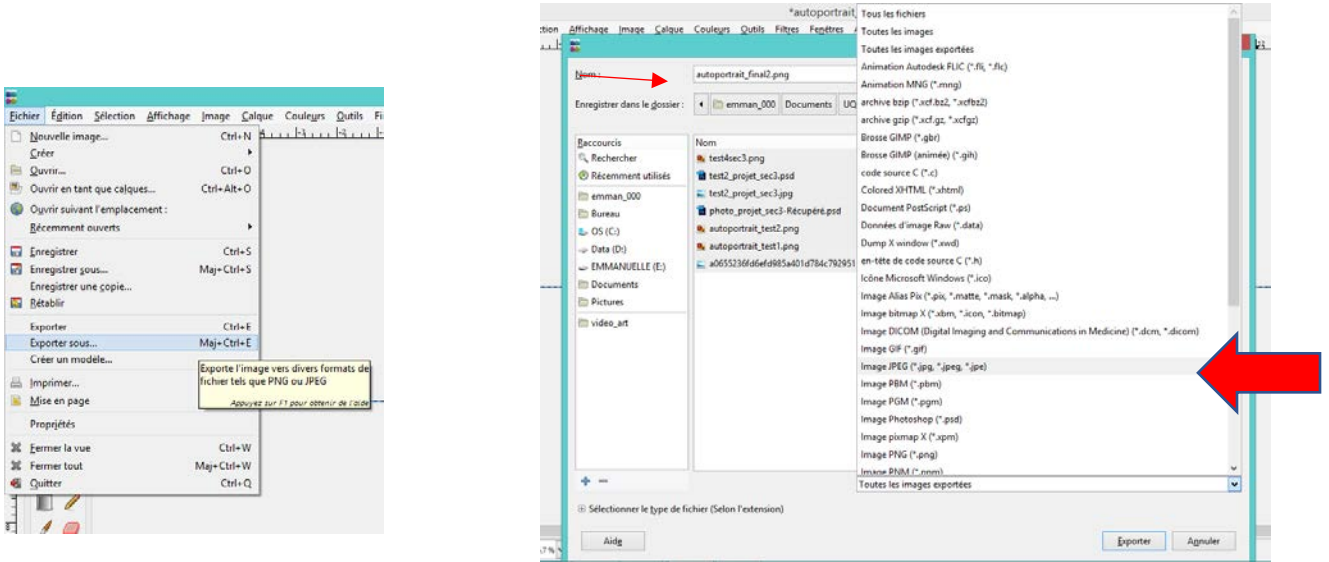 Fichier Édition Sélection Affichage Image Calque Couleurs Outils
Nouvelle image... Ctrl+N
Créer
Ouvrir... Ctrl+O
Ouvrir en tant que calques... Ctrl+Alt+O
Ouvrir suivant l'emplacement :
Récemment ouverts
Enregistrer Ctrl+S
Enregistrer sous... Maj+Ctrl+S
Enregistrer une copie...
Rétablir
Exporter Ctrl+E
Exporter sous... Maj+Ctrl+E
Créer un modèle...
Exporte l'image vers divers formats de
fichier tels que PNG ou JPEG
Appuyez sur F1 pour obtenir de l'aide
Imprimer...
Mise en page
Propriétés
Fermer la vue Ctrl+W
Fermer tout Maj+Ctrl+W
Quitter Ctrl+Q
*autoportrait_
Affichage Image Calque Couleurs Outils Filtres Fenêtres
Nom : autoportrait_final2.png
Enregistrer dans le dossier : emman_000 Documents UQ
Raccourcis
Rechercher
Récemment utilisés
emman_000
Bureau
OS (C:)
Data (D:)
EMMANUELLE (E:)
Documents
Pictures
video_art
Nom
test4sec3.png
test2_projet_sec3.psd
test2_projet_sec3.jpg
photo_projet_sec3-Récupéré.psd
autoportrait_test2.png
autoportrait_test1.png
a0655236fd6efd985a401d784c792951
Tous les fichiers
Toutes les images
Toutes les images exportées
Animation Autodesk FLIC (*.fli, *.flc)
Animation MNG (*.mng)
archive bzip (*.xcf.bz2, *.xcfbz2)
archive gzip (*.xcf.gz, *.xcfgz)
Brosse GIMP (*.gbr)
Brosse GIMP (animée) (*.gih)
code source C (*.c)
Colored XHTML (*.xhtml)
Document PostScript (*.ps)
Données d'image Raw (*.data)
Dump X window (*.xwd)
en-tête de code source C (*.h)
Icône Microsoft Windows (*.ico)
Image Alias Pix (*.pix, *.matte, *.mask, *.alpha, ...)
Image bitmap X (*.xbm, *.icon, *.bitmap)
Image DICOM (Digital Imaging and Communications in Medicine) (*.dcm, *.dicom)
Image GIF (*.gif)
Image JPEG (*.jpg, *.jpeg, *.jpe)
Image PBM (*.pbm)
Image PGM (*.pgm)
Image Photoshop (*.psd)
Image pixmap X (*.xpm)
Image PNG (*.png)
Image PNM (*.pnm)
Toutes les images exportées
Sélectionner le type de fichier (Selon l'extension)
Aide Exporter Annuler